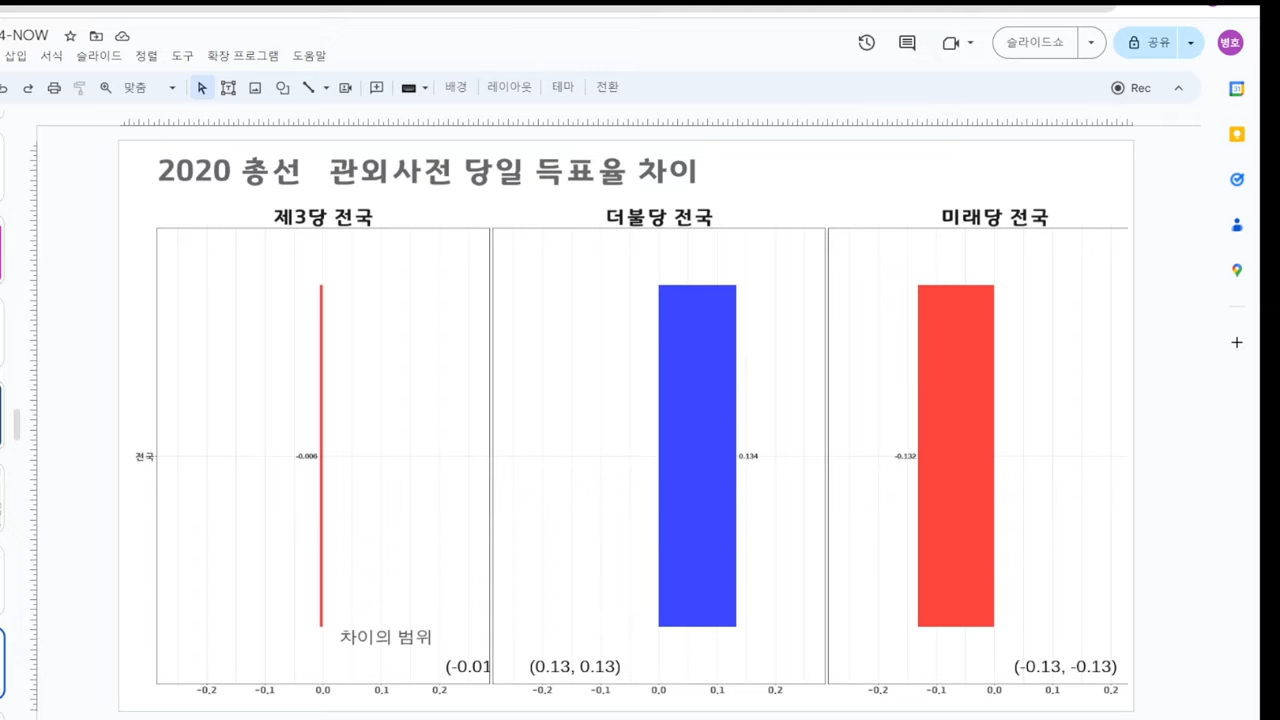 4-NOW
삽입 서식 슬라이드 정렬 도구 확장 프로그램 도움말
슬라이드쇼
공유
병호
맞춤
배경 레이아웃 테마 전환
Rec
31
2020 총선 관외사전 당일 득표율 차이
제3당 전국 더불당 전국 미래당 전국
전국 -0.006 0.134 -0.132
차이의 범위
(-0.01 (0.13, 0.13) (-0.13, -0.13)
-0.2 -0.1 0.0 0.1 0.2 -0.2 -0.1 0.0 0.1 0.2 -0.2 -0.1 0.0 0.1 0.2